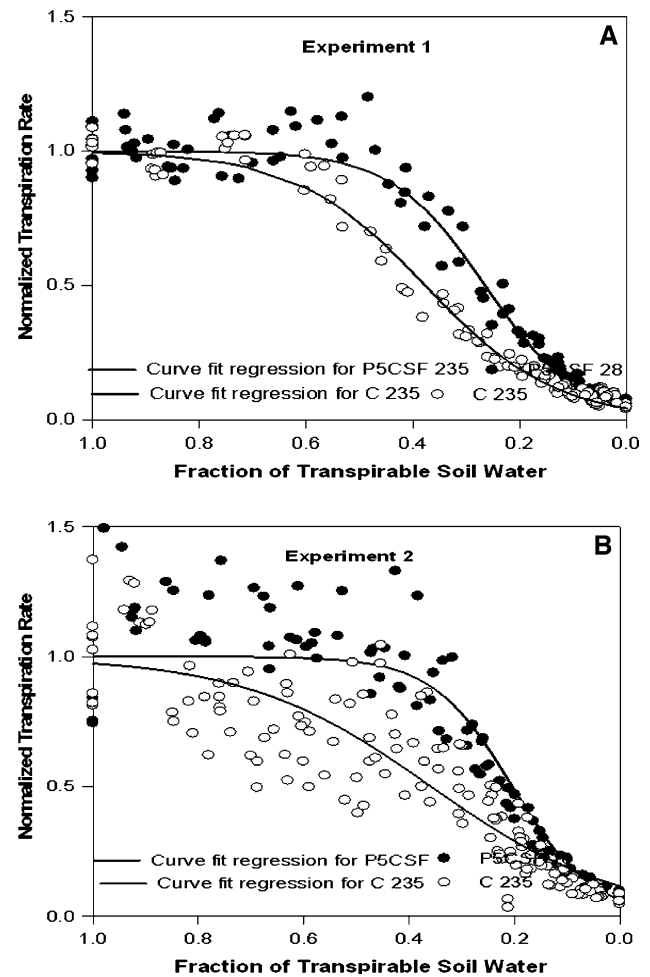 1.5
A
Experiment 1
1.0
0.5
0.0
Normalized Transpiration Rate
Curve fit regression for P5CSF 235
SF 28
Curve fit regression for C 235
C 235
1.0 0.8 0.6 0.4 0.2 0.0
Fraction of Transpirable Soil Water
1.5
B
Experiment 2
1.0
0.5
0.0
Normalized Transpiration Rate
Curve fit regression for P5CSF
Curve fit regression for C 235
C 235
1.0 0.8 0.6 0.4 0.2 0.0
Fraction of Transpirable Soil Water